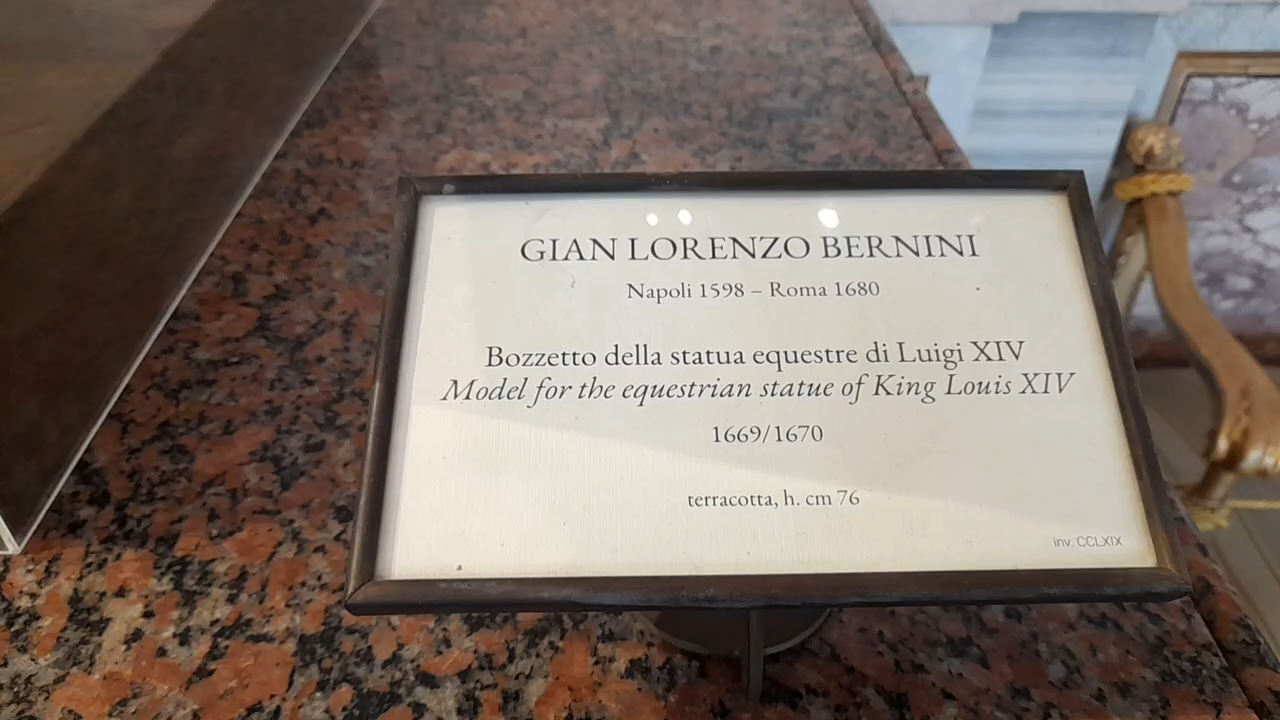 GIAN LORENZO BERNINI
Napoli 1598 – Roma 1680
Bozzetto della statua equestre di Luigi XIV
Model for the equestrian statue of King Louis XIV
1669/1670
terracotta, h. cm 76
inv. CCLXIX